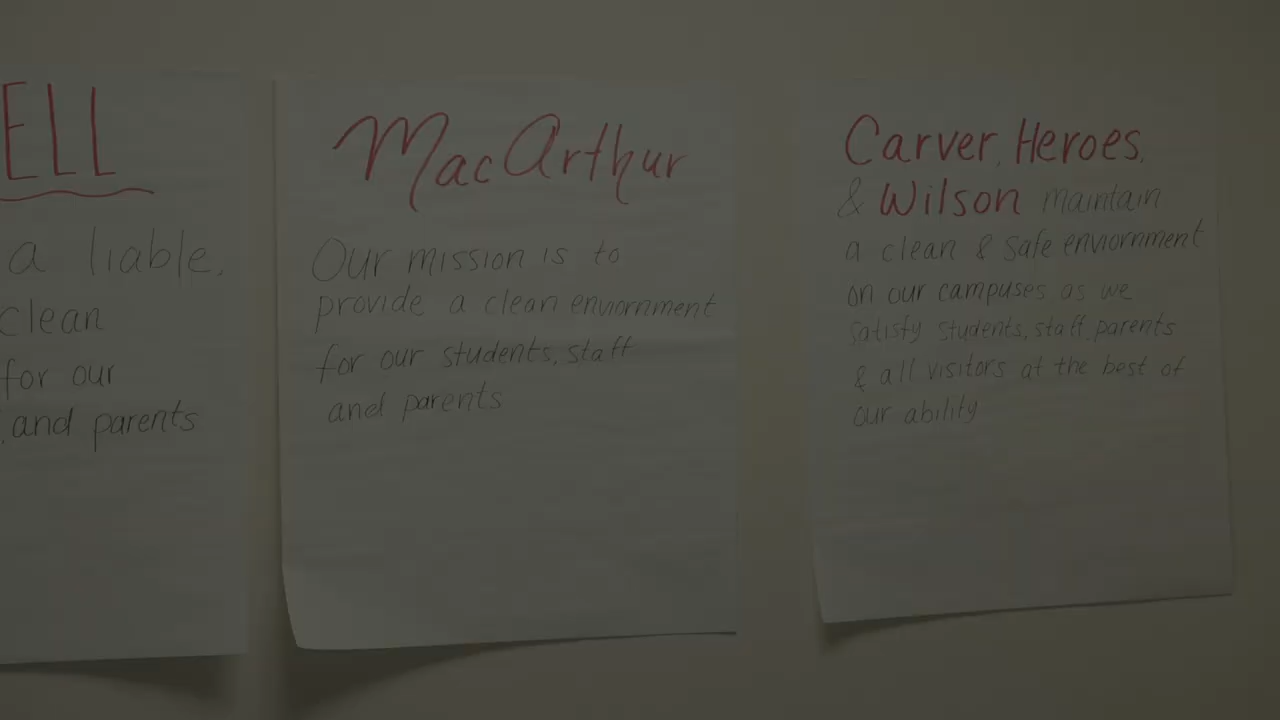 ELL
a liable,
clean
for our
, and parents
MacArthur
Our mission is to
provide a clean enviornment
for our students, staff
and parents
Carver, Heroes,
& Wilson maintain
a clean & safe enviornment
on our campuses as we
satisfy students, staff, parents
& all visitors at the best of
our ability